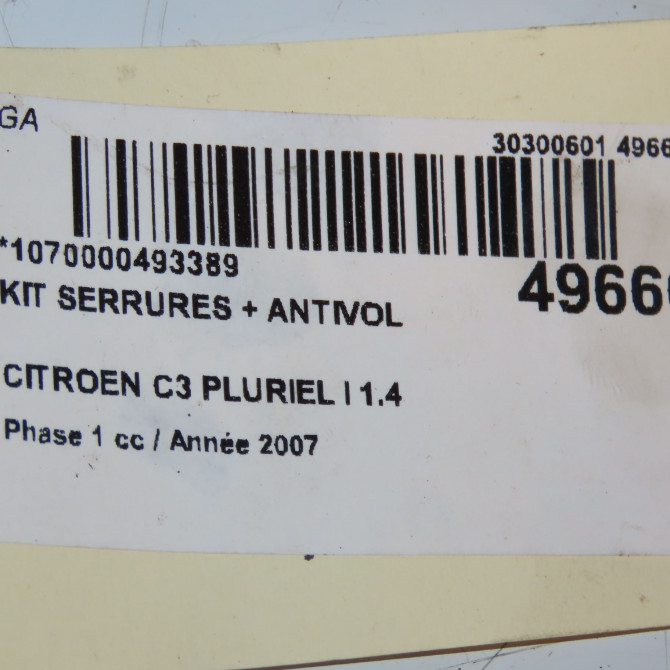 GA
30300601 4966
*1070000493389
4966
KIT SERRURES + ANTIVOL
CITROEN C3 PLURIEL I 1.4
Phase 1 cc / Année 2007